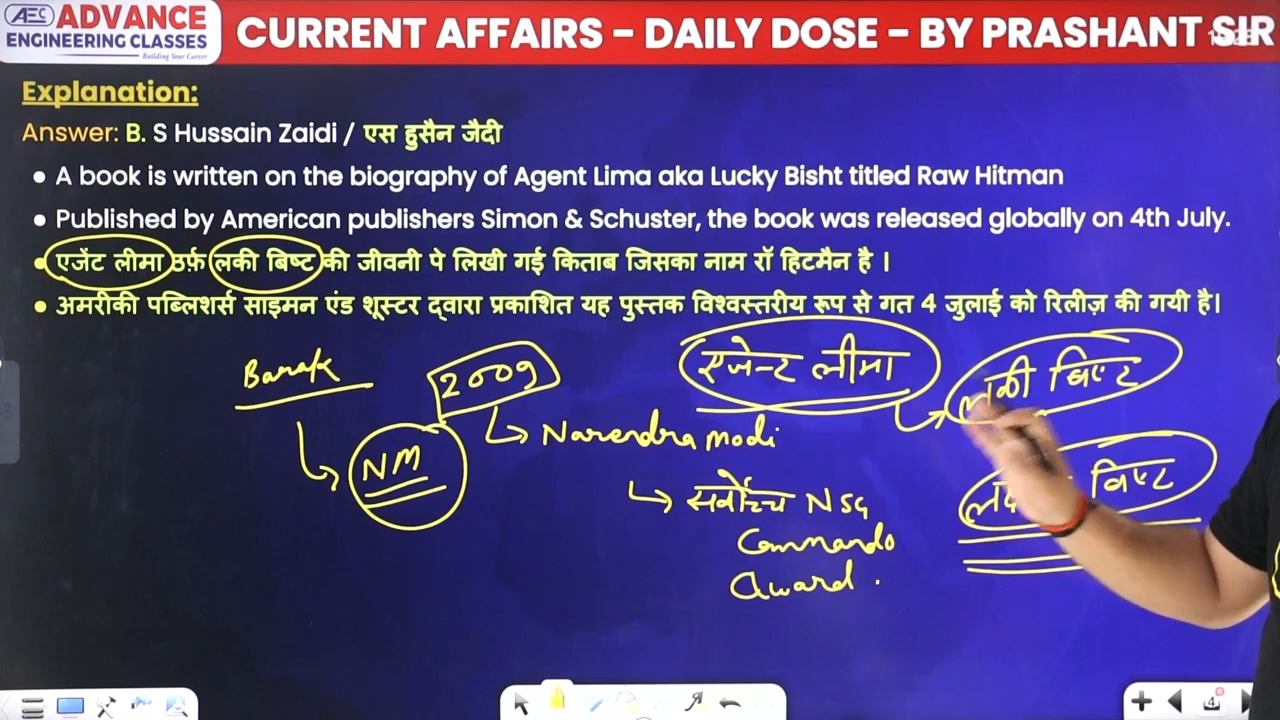 AEC ADVANCE
ENGINEERING CLASSES
Building Your Career
CURRENT AFFAIRS – DAILY DOSE – BY PRASHANT SIR
Explanation:
Answer: B. S Hussain Zaidi / एस हुसैन जैदी
• A book is written on the biography of Agent Lima aka Lucky Bisht titled Raw Hitman
• Published by American publishers Simon & Schuster, the book was released globally on 4th July.
• एजेंट लीमा उर्फ़ लकी बिष्ट की जीवनी पे लिखी गई किताब जिसका नाम रॉ हिटमैन है ।
• अमरीकी पब्लिशर्स साइमन एंड शूस्टर द्वारा प्रकाशित यह पुस्तक विश्वस्तरीय रूप से गत 4 जुलाई को रिलीज़ की गयी है।
Barak
2009
एजेन्ट लीमा
लकी बिष्ट
NM
Narendra modi
बिष्ट
सर्वोच्च NSG
Commando
award.
4